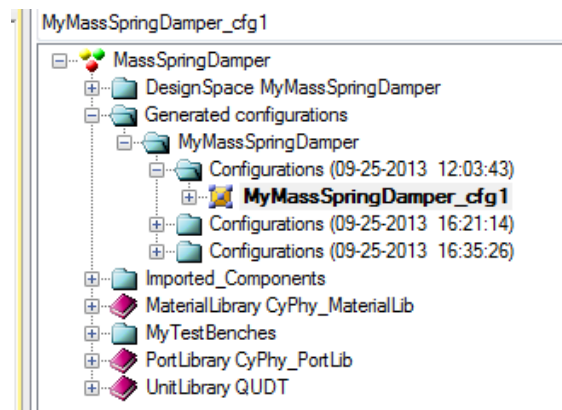 MyMassSpringDamper_cfg1
MassSpringDamper
DesignSpace MyMassSpringDamper
Generated configurations
MyMassSpringDamper
Configurations (09-25-2013 12:03:43)
MyMassSpringDamper_cfg1
Configurations (09-25-2013 16:21:14)
Configurations (09-25-2013 16:35:26)
Imported_Components
MaterialLibrary CyPhy_MaterialLib
MyTestBenches
PortLibrary CyPhy_PortLib
UnitLibrary QUDT